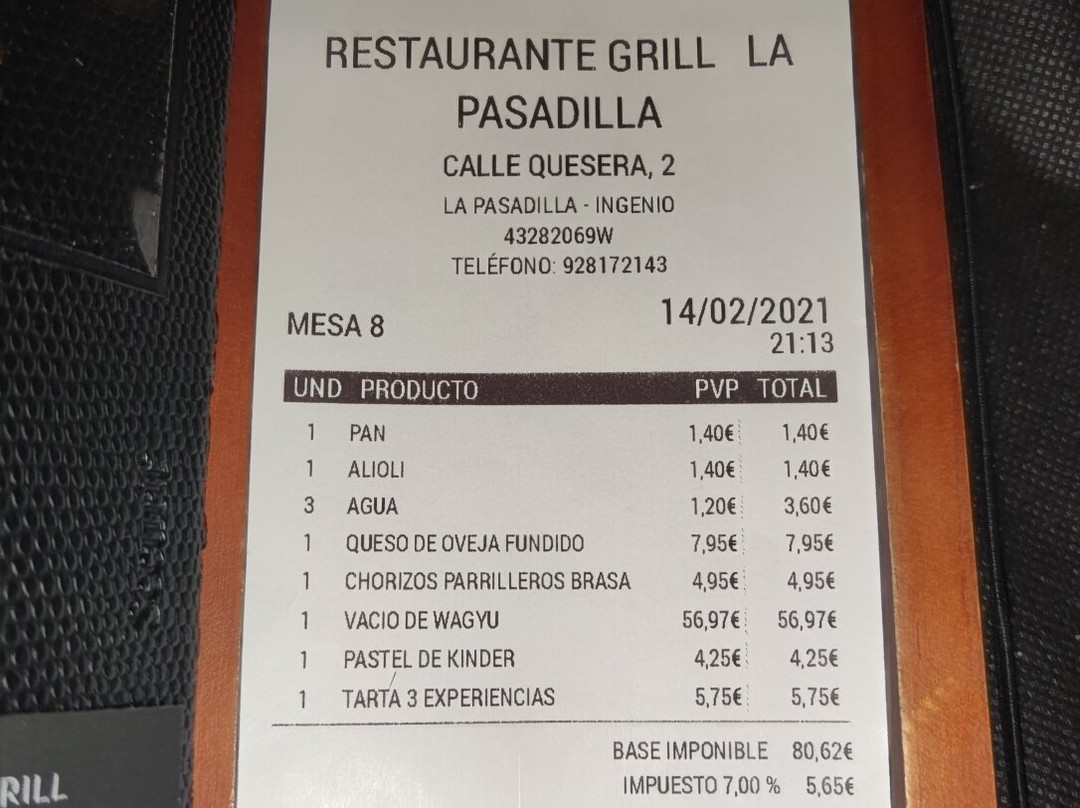 RESTAURANTE GRILL LA
PASADILLA
CALLE QUESERA, 2
LA PASADILLA - INGENIO
43282069W
TELÉFONO: 928172143
MESA 8
14/02/2021
21:13
UND PRODUCTO PVP TOTAL
1 PAN 1,40€ 1,40€
1 ALIOLI 1,40€ 1,40€
3 AGUA 1,20€ 3,60€
1 QUESO DE OVEJA FUNDIDO 7,95€ 7,95€
1 CHORIZOS PARRILLEROS BRASA 4,95€ 4,95€
1 VACIO DE WAGYU 56,97€ 56,97€
1 PASTEL DE KINDER 4,25€ 4,25€
1 TARTA 3 EXPERIENCIAS 5,75€ 5,75€
BASE IMPONIBLE 80,62€
IMPUESTO 7,00 % 5,65€
RILL